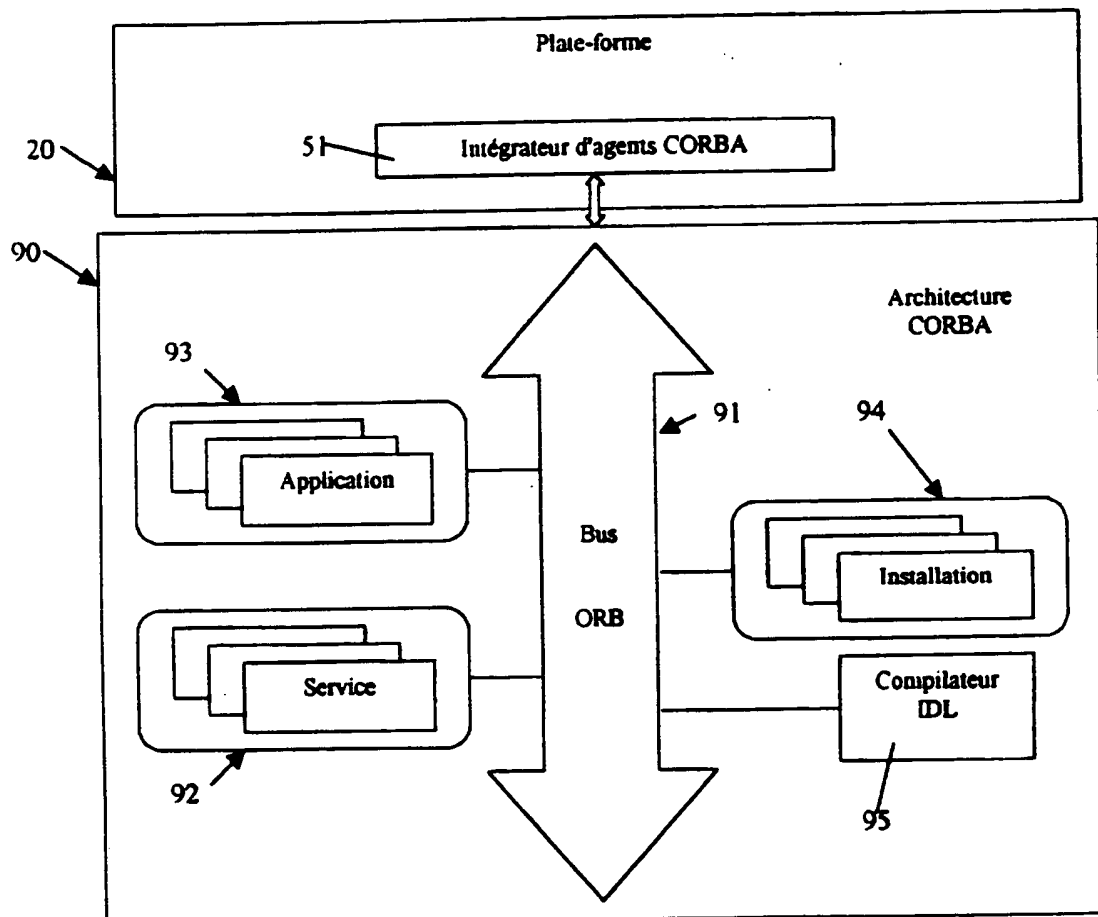 Plate-forme
20
51
Intégrateur d'agents CORBA
90
Architecture
CORBA
93
91
94
Application
Bus
ORB
Installation
Service
Compilateur
IDL
92
95